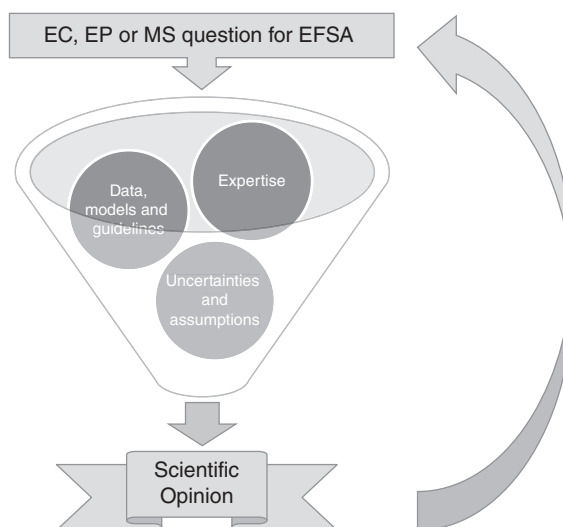 EC, EP or MS question for EFSA
Expertise
Data,
models and
guidelines
Uncertainties
and
assumptions
Scientific
Opinion